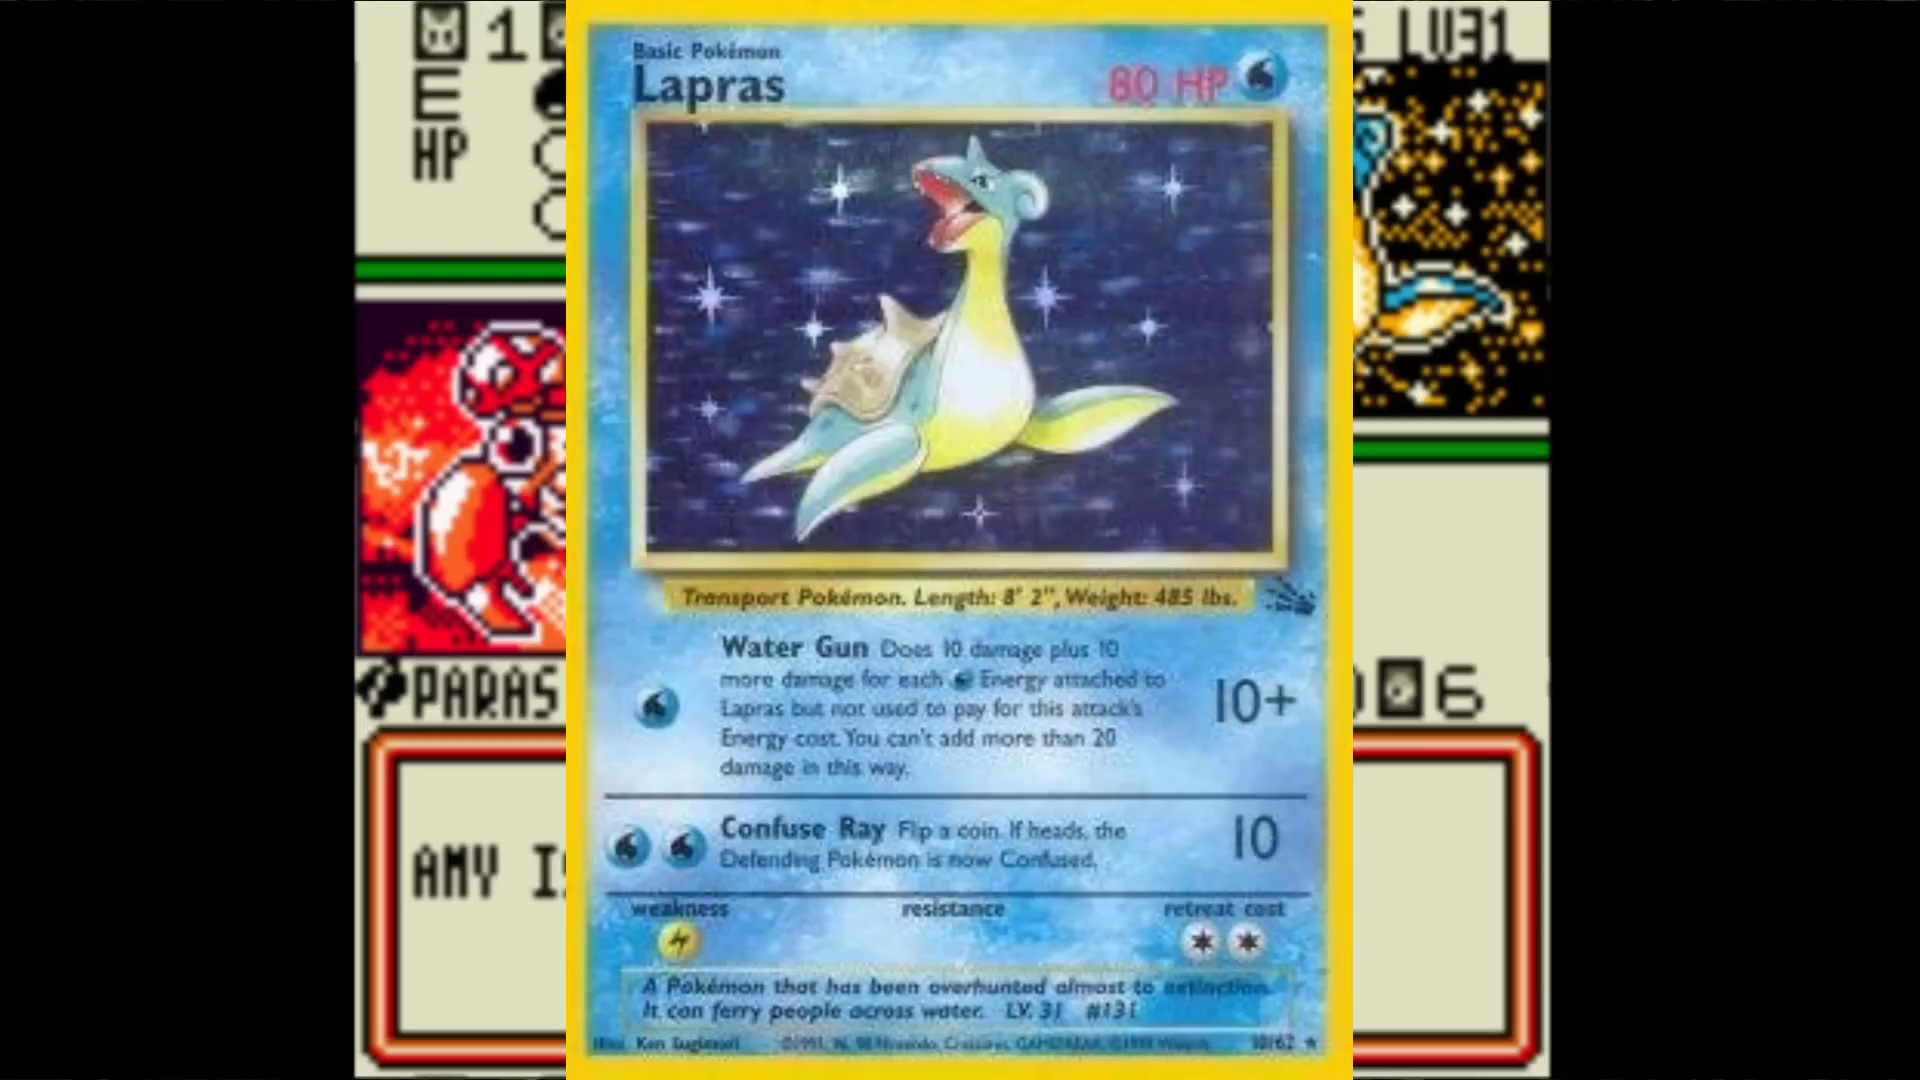 1
LV31
E
HP
PARAS
6
AMY
Basic Pokémon
Lapras
80 HP
Transport Pokémon. Length: 8' 2", Weight: 485 lbs.
Water Gun Does 10 damage plus 10
more damage for each Energy attached to
Lapras but not used to pay for this attack's
Energy cost. You can't add more than 20
damage in this way.
10+
Confuse Ray Flip a coin. If heads, the
Defending Pokémon is now Confused.
10
weakness
resistance
retreat cost
A Pokémon that has been overhunted almost to extinction.
It can ferry people across water. LV. 31 #131
Illus. Ken Sugimori
10/62